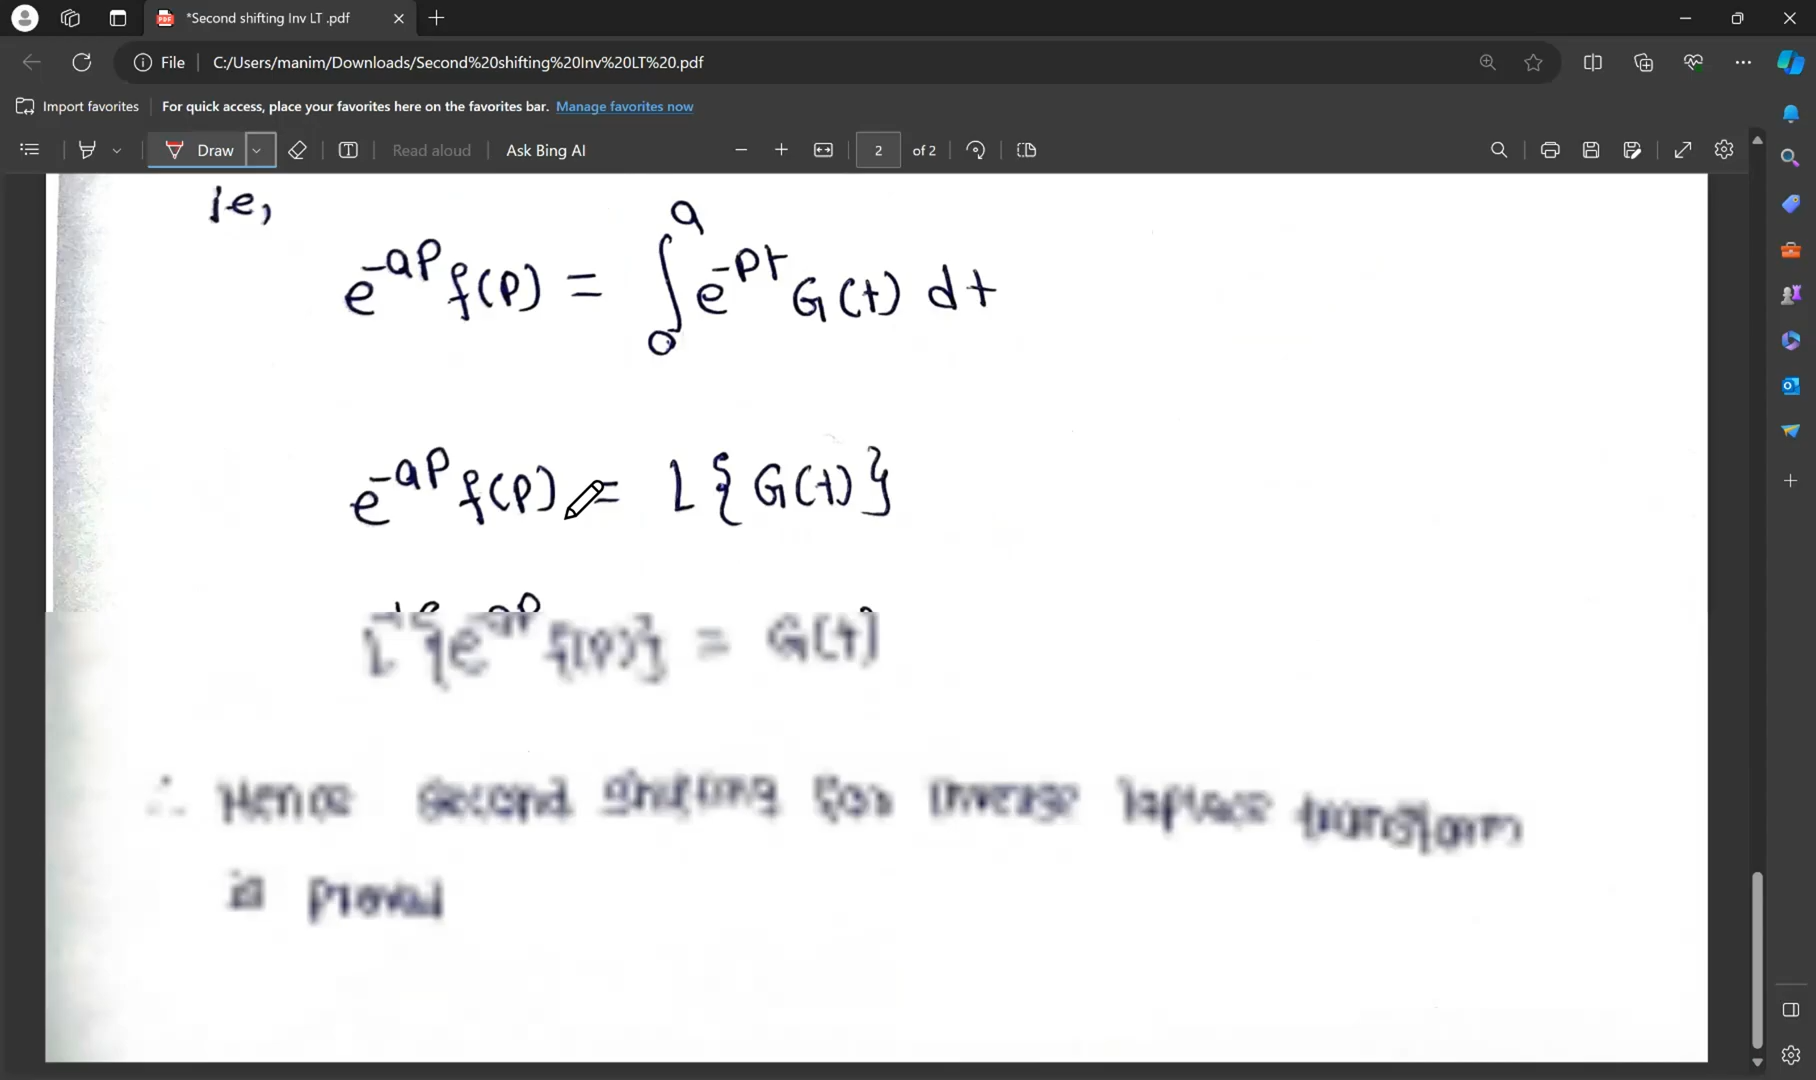 *Second shifting Inv LT .pdf
File C:/Users/manim/Downloads/Second%20shifting%20Inv%20LT%20.pdf
Import favorites For quick access, place your favorites here on the favorites bar. Manage favorites now
Draw Read aloud Ask Bing AI 2 of 2
ie,
e^{-ap} f(p) = ∫_0^a e^{-pt} G(t) dt
e^{-ap} f(p) = L{G(t)}
L^{-1}{e^{-ap} f(p)} = G(t)
∴ Hence second shifting for inverse laplace transform
is proved